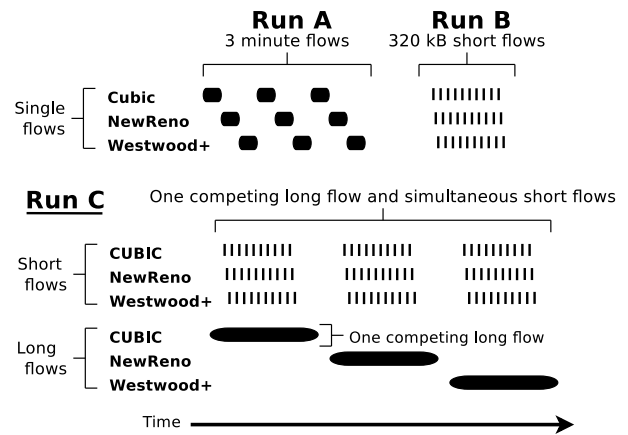 Run A
3 minute flows
Run B
320 kB short flows
Single flows
Cubic
NewReno
Westwood+
Run C
One competing long flow and simultaneous short flows
Short flows
CUBIC
NewReno
Westwood+
Long flows
CUBIC
One competing long flow
NewReno
Westwood+
Time